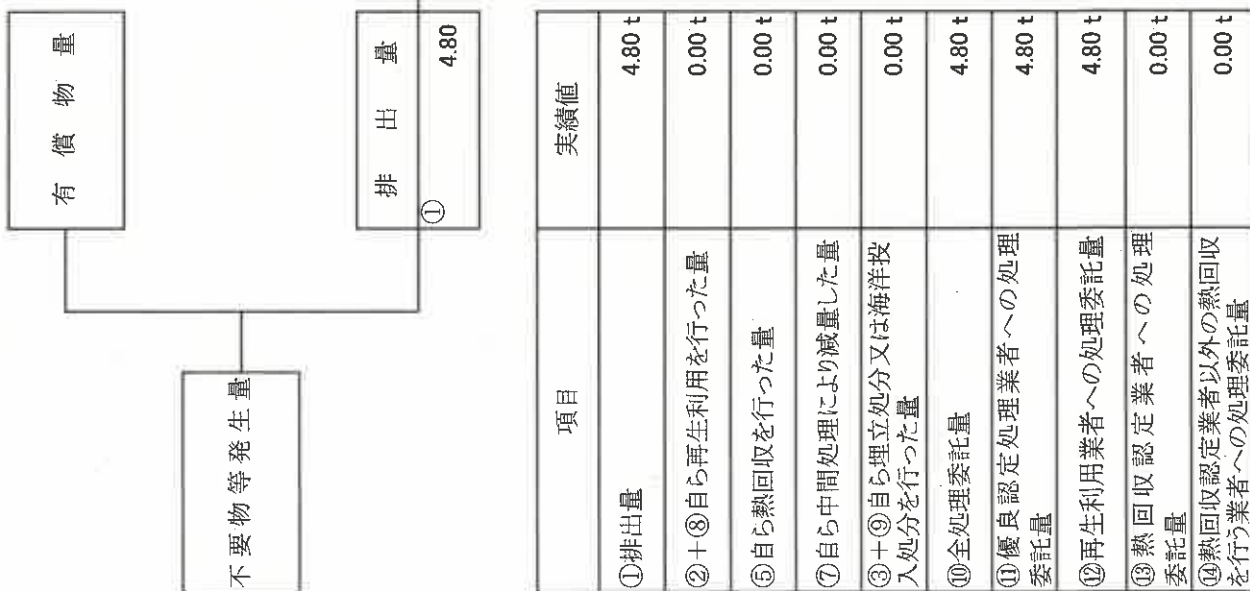 不要物等発生量
有償物量
排出量
①
4.80
項目 実績値
①排出量 4.80 t
②+⑧自ら再生利用を行った量 0.00 t
⑤自ら熱回収を行った量 0.00 t
⑦自ら中間処理により減量した量 0.00 t
③+⑨自ら埋立処分又は海洋投
入処分を行った量 0.00 t
⑩全処理委託量 4.80 t
⑪優良認定処理業者への処理
委託量 4.80 t
⑫再生利用業者への処理委託量 4.80 t
⑬熱回収認定業者への処理
委託量 0.00 t
⑭熱回収認定業者以外の熱回収
を行う業者への処理委託量 0.00 t